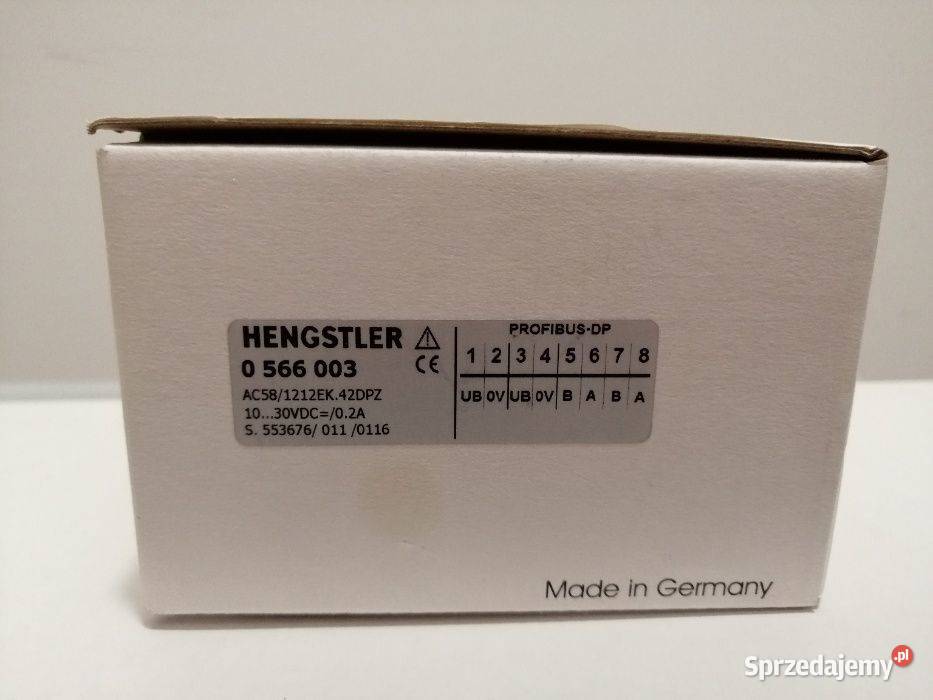 HENGSTLER
0 566 003
CE
AC58/1212EK.42DPZ
10...30VDC=/0.2A
S. 553676/ 011 /0116
PROFIBUS-DP
1 2 3 4 5 6 7 8
UB 0V UB 0V B A B A
Made in Germany
Sprzedajemy.pl